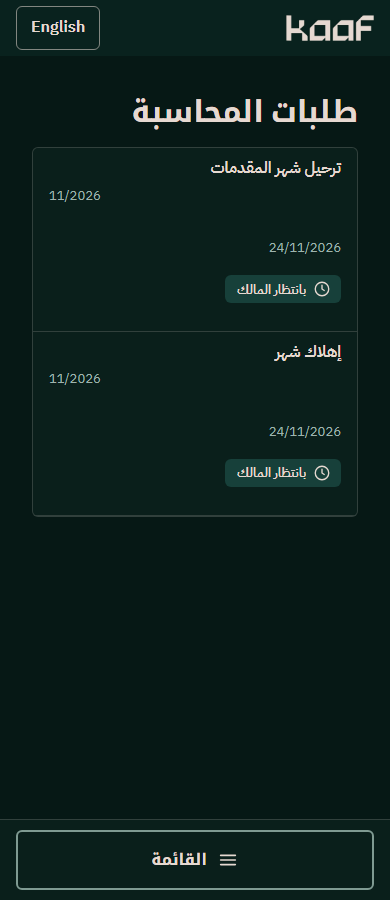 kaaf
English
طلبات المحاسبة
ترحيل شهر المقدمات
11/2026
24/11/2026
بانتظار المالك
إهلاك شهر
11/2026
24/11/2026
بانتظار المالك
القائمة